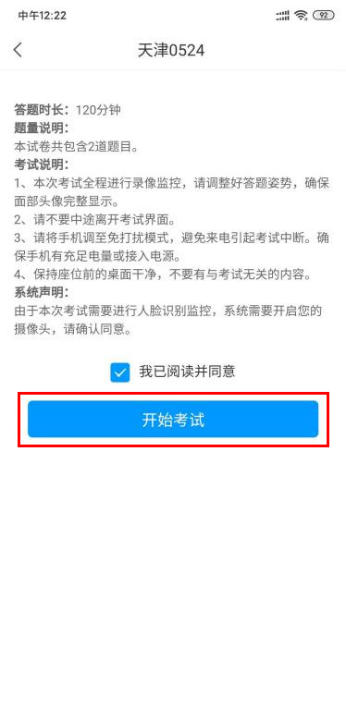 中午12:22
92
天津0524
答题时长：120分钟
题量说明：
本试卷共包含2道题目。
考试说明：
1、本次考试全程进行录像监控，请调整好答题姿势，确保
面部头像完整显示。
2、请不要中途离开考试界面。
3、请将手机调至免打扰模式，避免来电引起考试中断。确
保手机有充足电量或接入电源。
4、保持座位前的桌面干净，不要有与考试无关的内容。
系统声明：
由于本次考试需要进行人脸识别监控，系统需要开启您的
摄像头，请确认同意。
我已阅读并同意
开始考试